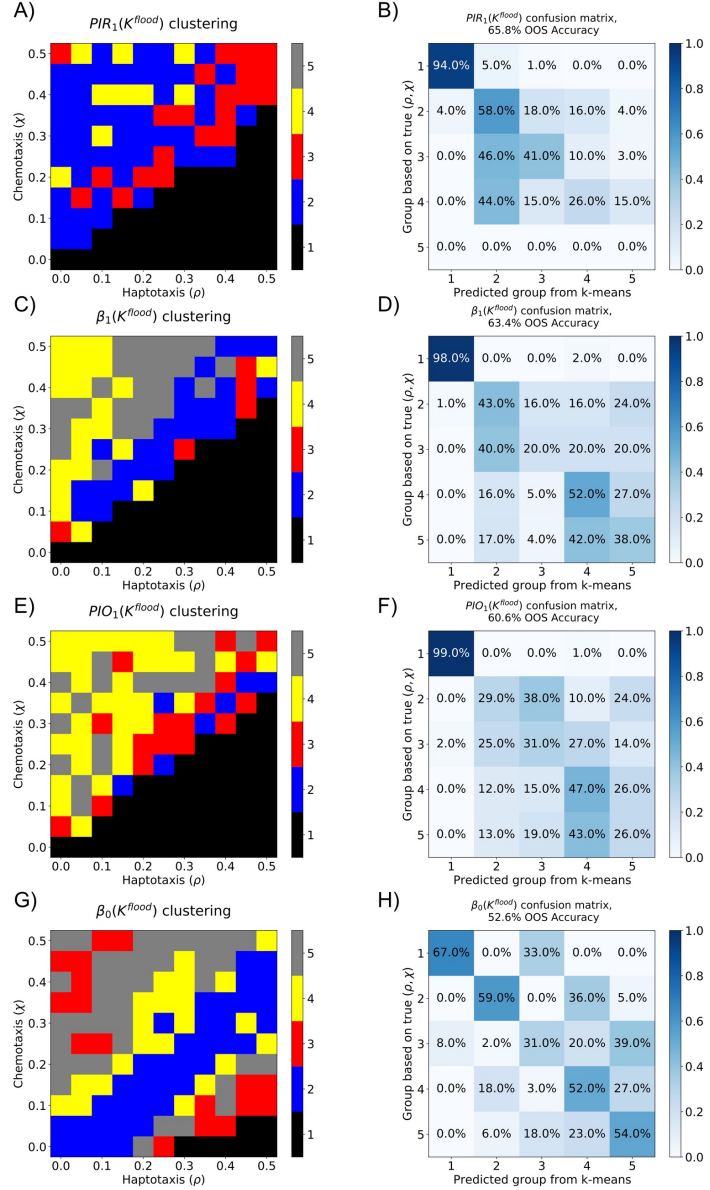 A)
PIR₁(K^flood) clustering
Chemotaxis (χ)
0.5
0.4
0.3
0.2
0.1
0.0
0.0 0.1 0.2 0.3 0.4 0.5
Haptotaxis (ρ)
5
4
3
2
1
B)
PIR₁(K^flood) confusion matrix,
65.8% OOS Accuracy
Group based on true (ρ, χ)
1 94.0% 5.0% 1.0% 0.0% 0.0%
2 4.0% 58.0% 18.0% 16.0% 4.0%
3 0.0% 46.0% 41.0% 10.0% 3.0%
4 0.0% 44.0% 15.0% 26.0% 15.0%
5 0.0% 0.0% 0.0% 0.0% 0.0%
1 2 3 4 5
Predicted group from k-means
1.0
0.8
0.6
0.4
0.2
0.0
C)
β₁(K^flood) clustering
Chemotaxis (χ)
0.5
0.4
0.3
0.2
0.1
0.0
0.0 0.1 0.2 0.3 0.4 0.5
Haptotaxis (ρ)
5
4
3
2
1
D)
β₁(K^flood) confusion matrix,
63.4% OOS Accuracy
Group based on true (ρ, χ)
1 98.0% 0.0% 0.0% 2.0% 0.0%
2 1.0% 43.0% 16.0% 16.0% 24.0%
3 0.0% 40.0% 20.0% 20.0% 20.0%
4 0.0% 16.0% 5.0% 52.0% 27.0%
5 0.0% 17.0% 4.0% 42.0% 38.0%
1 2 3 4 5
Predicted group from k-means
1.0
0.8
0.6
0.4
0.2
0.0
E)
PIO₁(K^flood) clustering
Chemotaxis (χ)
0.5
0.4
0.3
0.2
0.1
0.0
0.0 0.1 0.2 0.3 0.4 0.5
Haptotaxis (ρ)
5
4
3
2
1
F)
PIO₁(K^flood) confusion matrix,
60.6% OOS Accuracy
Group based on true (ρ, χ)
1 99.0% 0.0% 0.0% 1.0% 0.0%
2 0.0% 29.0% 38.0% 10.0% 24.0%
3 2.0% 25.0% 31.0% 27.0% 14.0%
4 0.0% 12.0% 15.0% 47.0% 26.0%
5 0.0% 13.0% 19.0% 43.0% 26.0%
1 2 3 4 5
Predicted group from k-means
1.0
0.8
0.6
0.4
0.2
0.0
G)
β₀(K^flood) clustering
Chemotaxis (χ)
0.5
0.4
0.3
0.2
0.1
0.0
0.0 0.1 0.2 0.3 0.4 0.5
Haptotaxis (ρ)
5
4
3
2
1
H)
β₀(K^flood) confusion matrix,
52.6% OOS Accuracy
Group based on true (ρ, χ)
1 67.0% 0.0% 33.0% 0.0% 0.0%
2 0.0% 59.0% 0.0% 36.0% 5.0%
3 8.0% 2.0% 31.0% 20.0% 39.0%
4 0.0% 18.0% 3.0% 52.0% 27.0%
5 0.0% 6.0% 18.0% 23.0% 54.0%
1 2 3 4 5
Predicted group from k-means
1.0
0.8
0.6
0.4
0.2
0.0